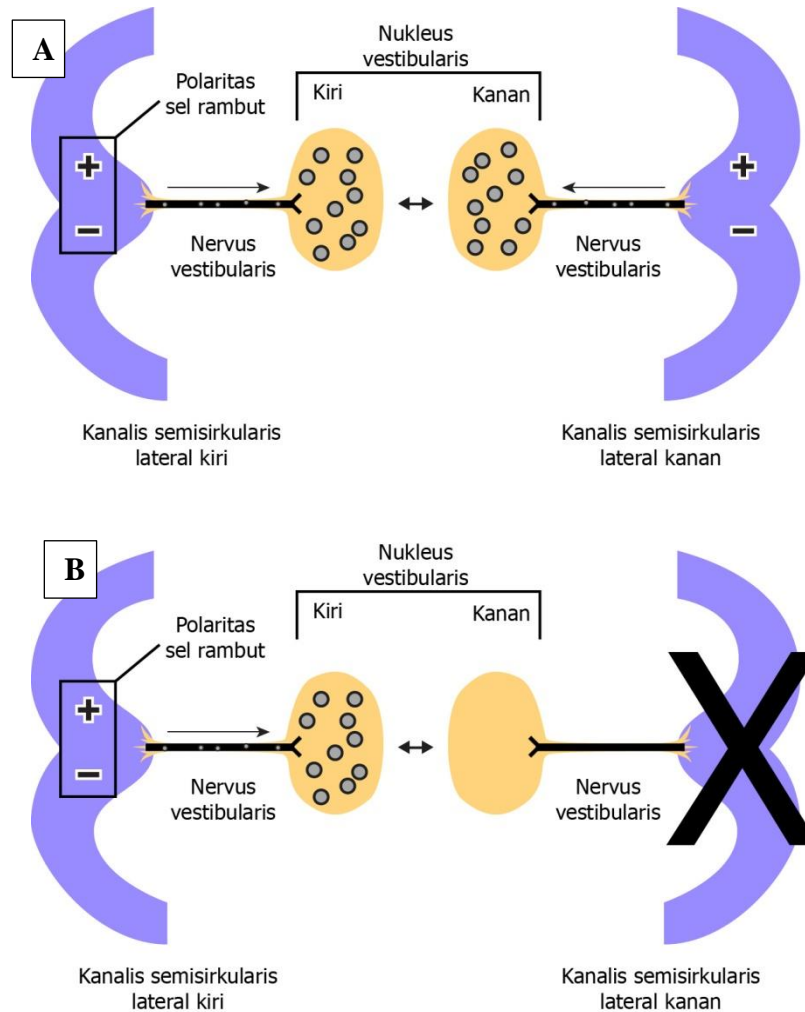 A
Nukleus
vestibularis
Polaritas
sel rambut
Kiri
Kanan
+
−
+
−
Nervus
vestibularis
Nervus
vestibularis
Kanalis semisirkularis
lateral kiri
Kanalis semisirkularis
lateral kanan
B
Nukleus
vestibularis
Polaritas
sel rambut
Kiri
Kanan
+
−
Nervus
vestibularis
Nervus
vestibularis
X
Kanalis semisirkularis
lateral kiri
Kanalis semisirkularis
lateral kanan